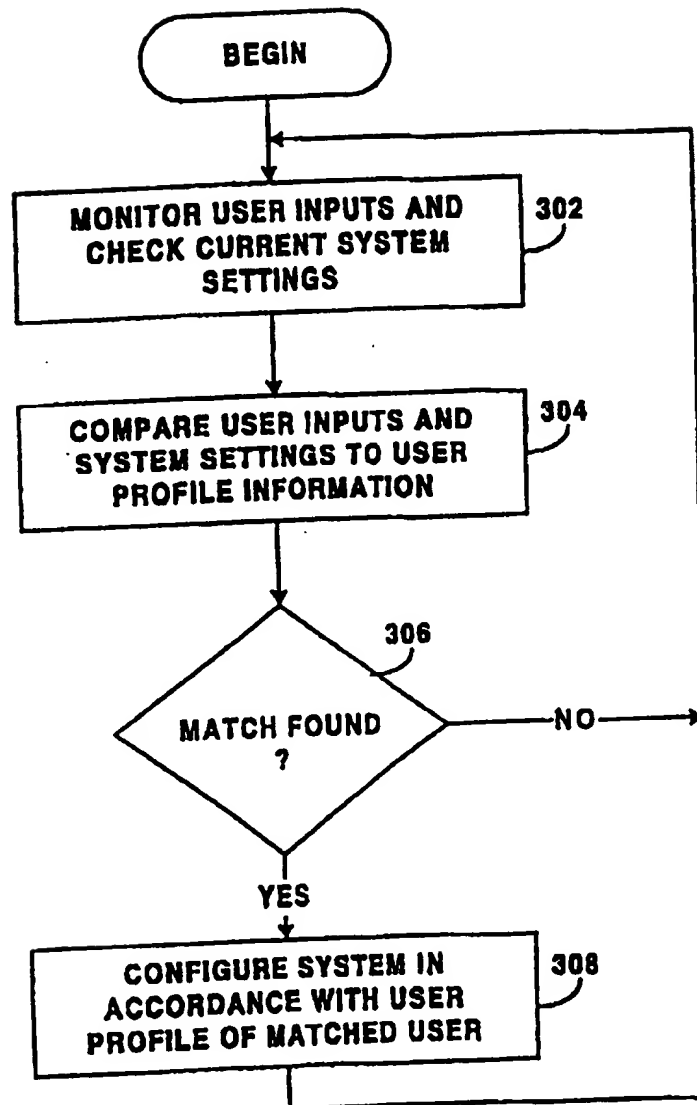 BEGIN
MONITOR USER INPUTS AND
CHECK CURRENT SYSTEM
SETTINGS
302
COMPARE USER INPUTS AND
SYSTEM SETTINGS TO USER
PROFILE INFORMATION
304
306
MATCH FOUND
?
NO
YES
CONFIGURE SYSTEM IN
ACCORDANCE WITH USER
PROFILE OF MATCHED USER
308